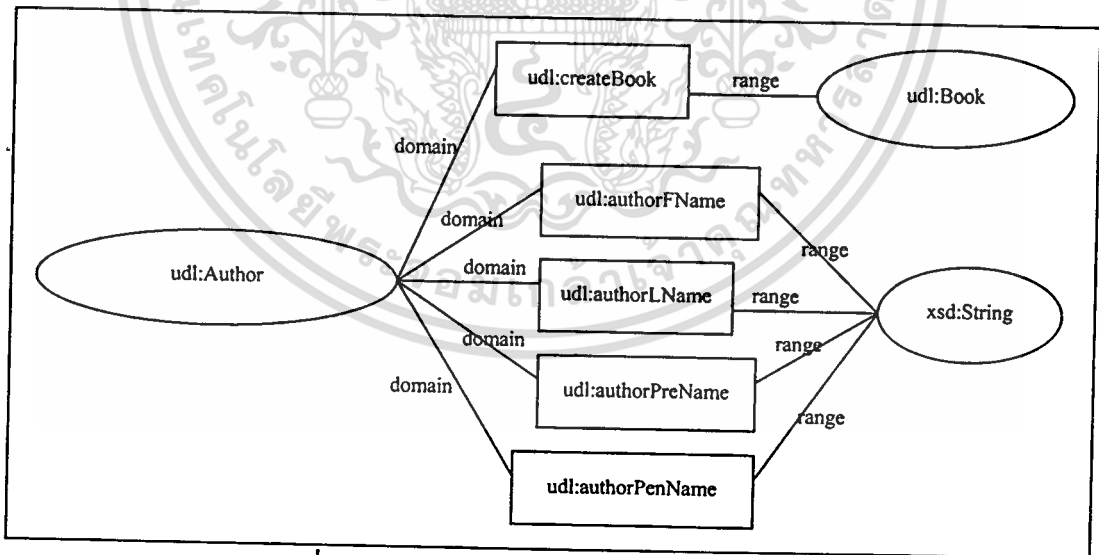 udl:createBook
range
udl:Book
domain
udl:authorFName
domain
range
udl:Author
domain
udl:authorLName
range
xsd:String
domain
range
udl:authorPreName
domain
range
udl:authorPenName